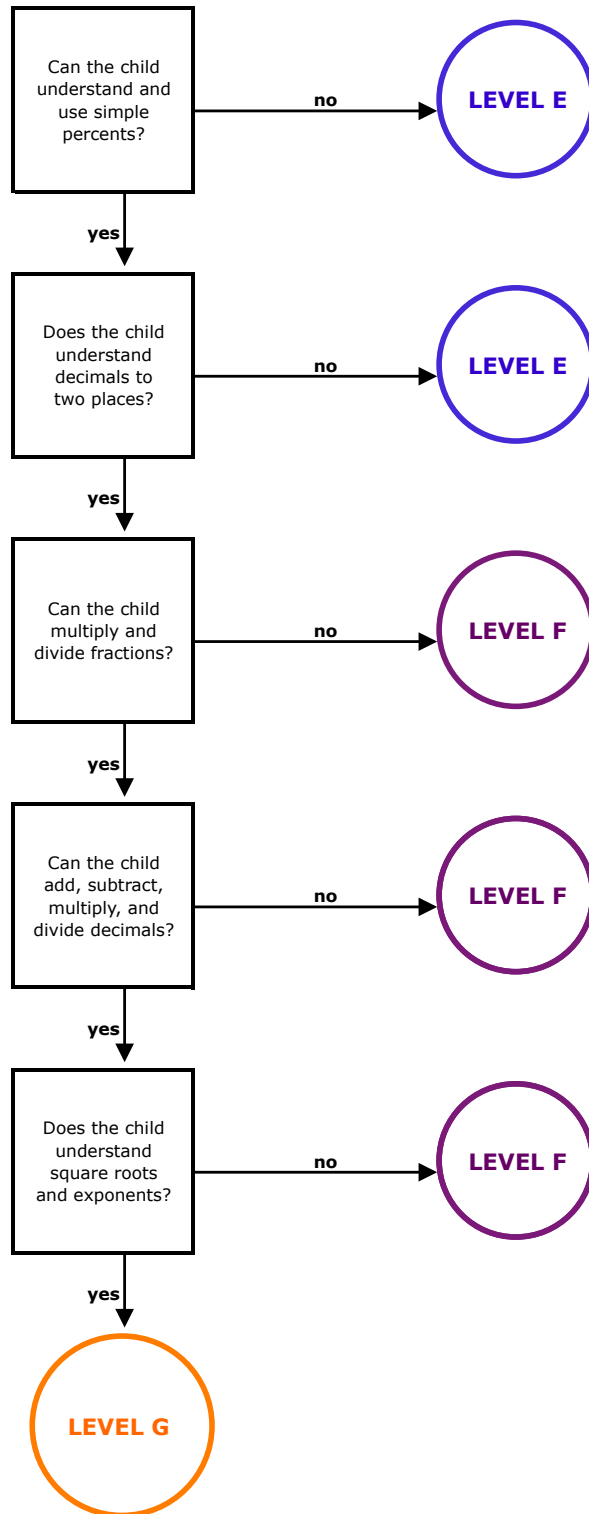 Can the child
understand and
use simple
percents?
no
LEVEL E
yes
Does the child
understand
decimals to
two places?
no
LEVEL E
yes
Can the child
multiply and
divide fractions?
no
LEVEL F
yes
Can the child
add, subtract,
multiply, and
divide decimals?
no
LEVEL F
yes
Does the child
understand
square roots
and exponents?
no
LEVEL F
yes
LEVEL G